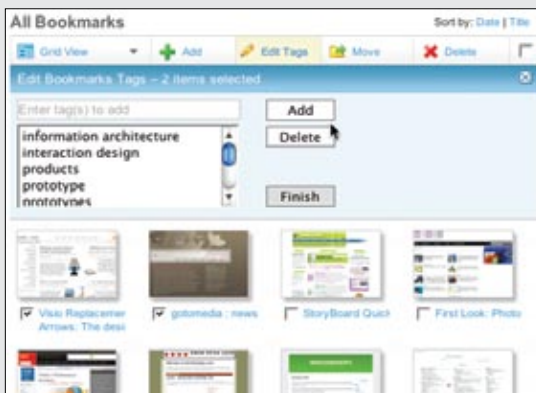 All Bookmarks
Sort by: Date | Title
Grid View Add Edit Tags Move Delete
Edit Bookmarks Tags – 2 items selected
Enter tag(s) to add
Add
information architecture
Delete
interaction design
products
prototype
prototypes
Finish
Visio Replacemen
Arrows: The desi
gotomedia : news
StoryBoard Quick
First Look: Photo